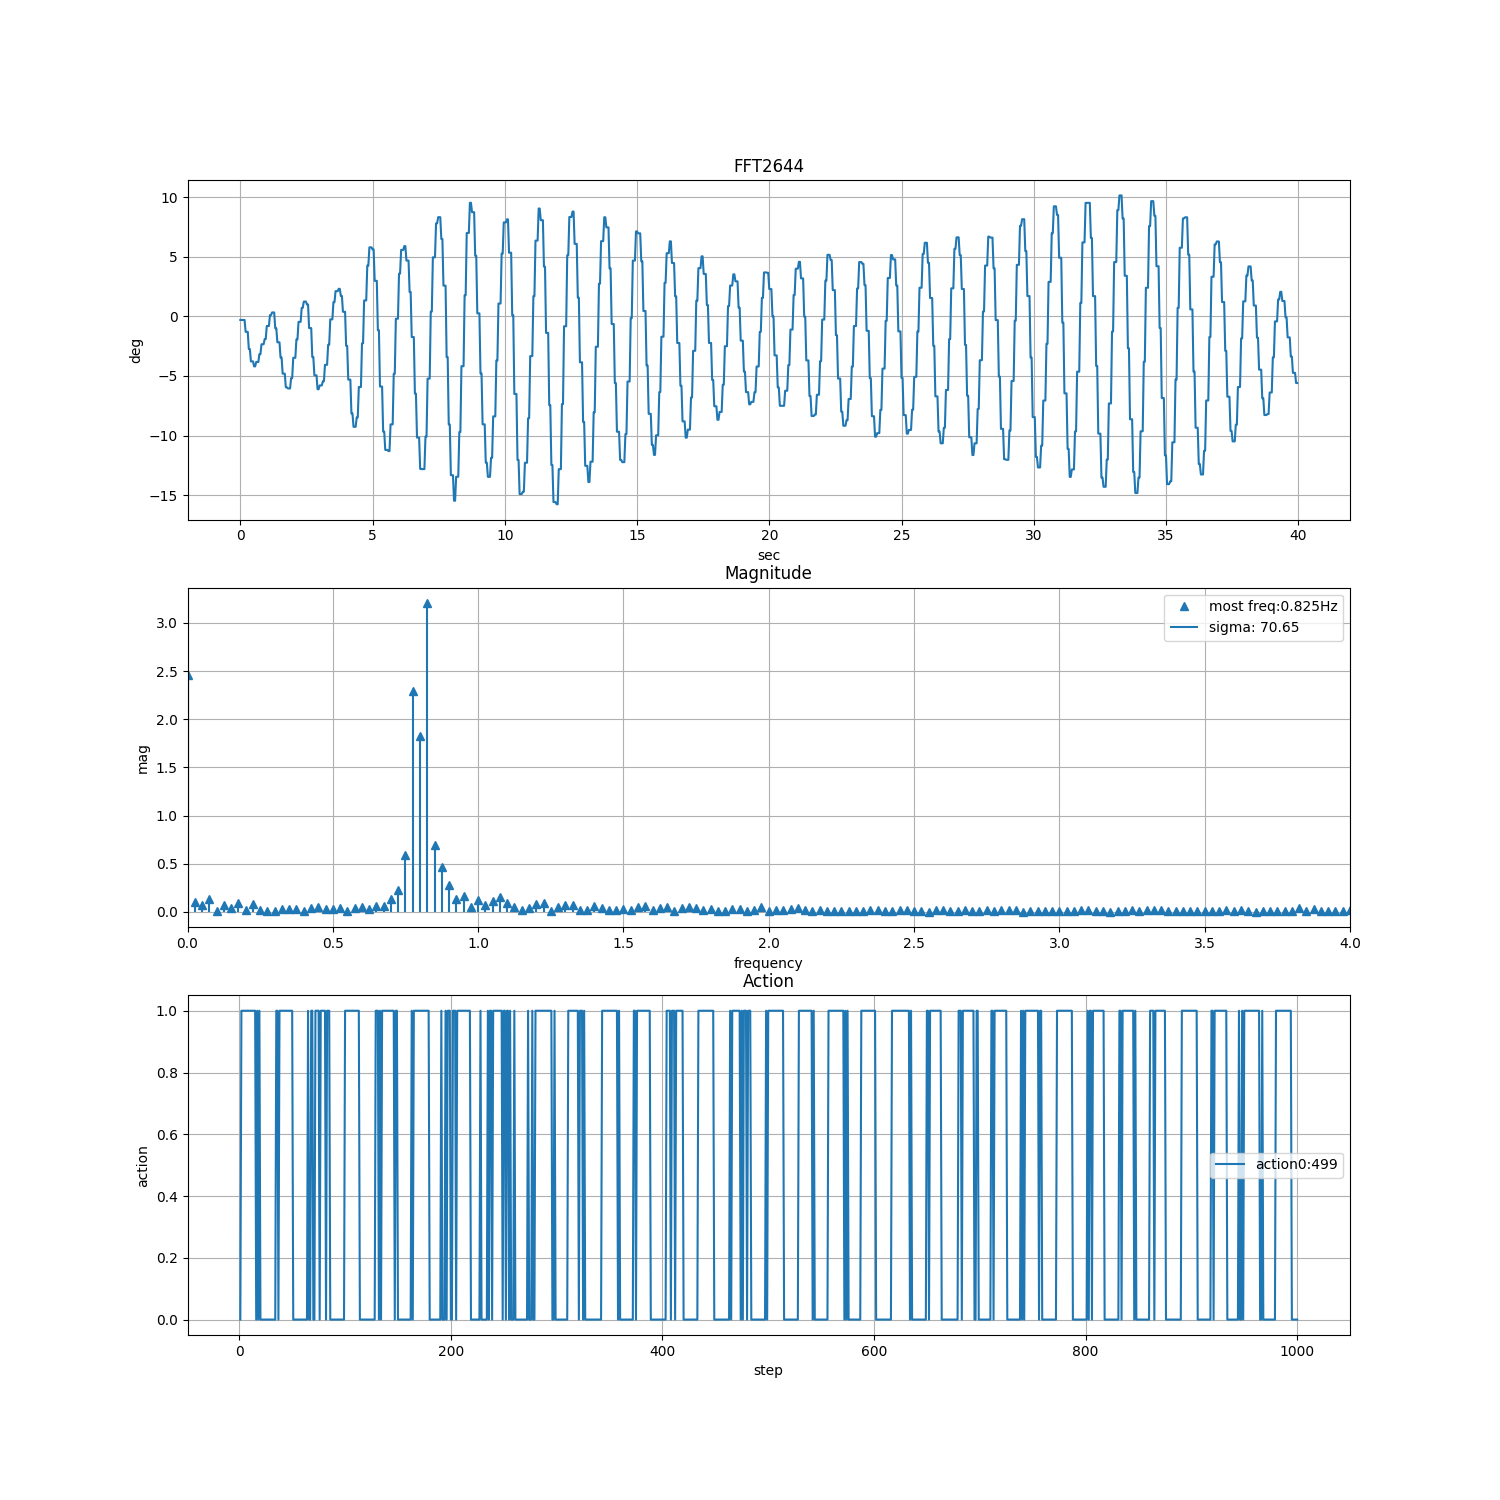 FFT2644
10
5
0
−5
−10
−15
deg
0 5 10 15 20 25 30 35 40
sec
Magnitude
most freq:0.825Hz
sigma: 70.65
3.0
2.5
2.0
1.5
1.0
0.5
0.0
mag
0.0 0.5 1.0 1.5 2.0 2.5 3.0 3.5 4.0
frequency
Action
1.0
0.8
0.6
0.4
0.2
0.0
action
action0:499
0 200 400 600 800 1000
step